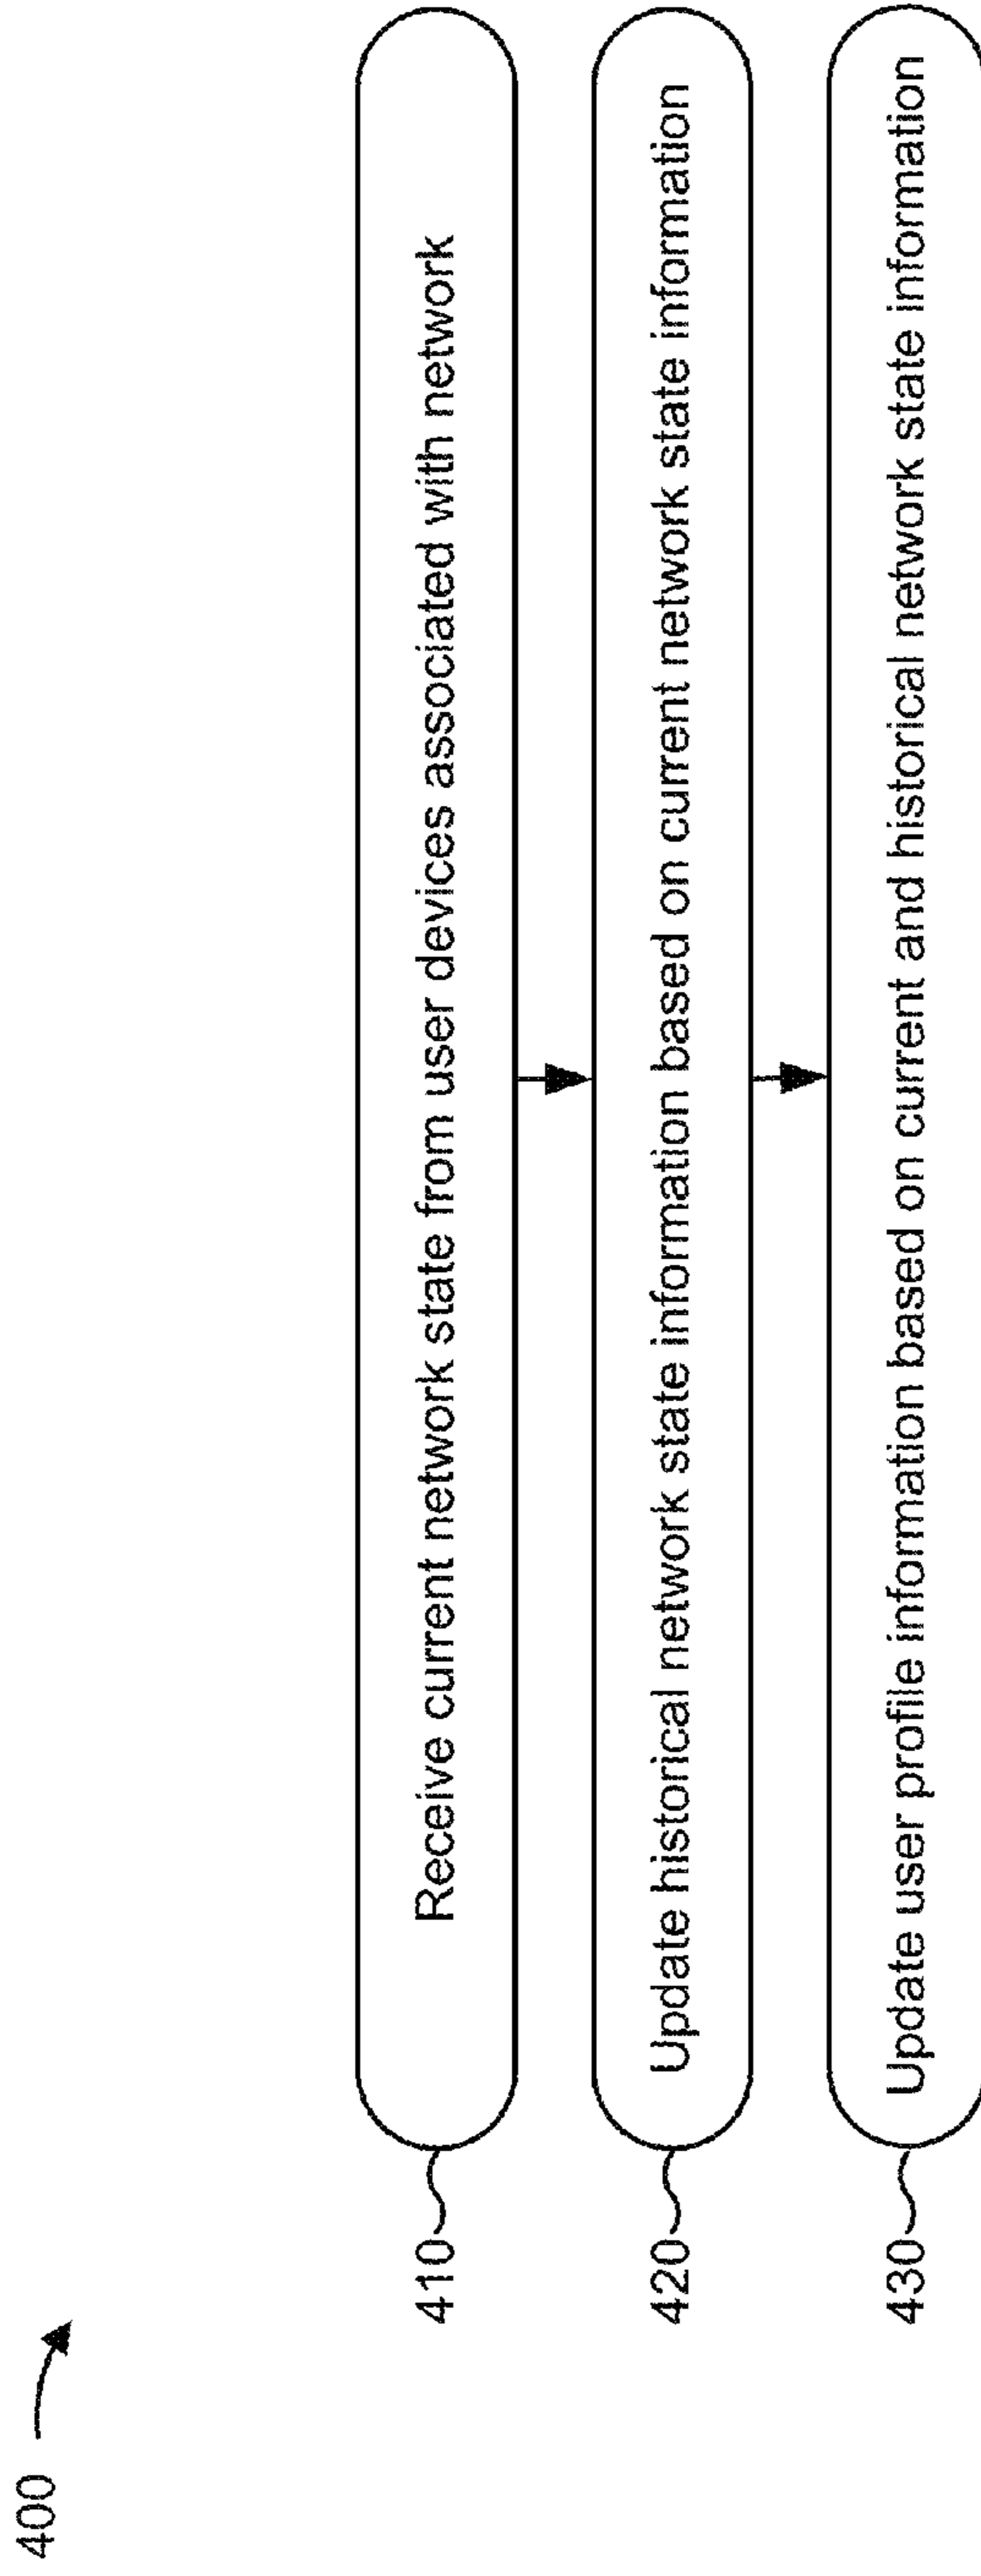 400
410
Receive current network state from user devices associated with network
420
Update historical network state information based on current network state information
430
Update user profile information based on current and historical network state information